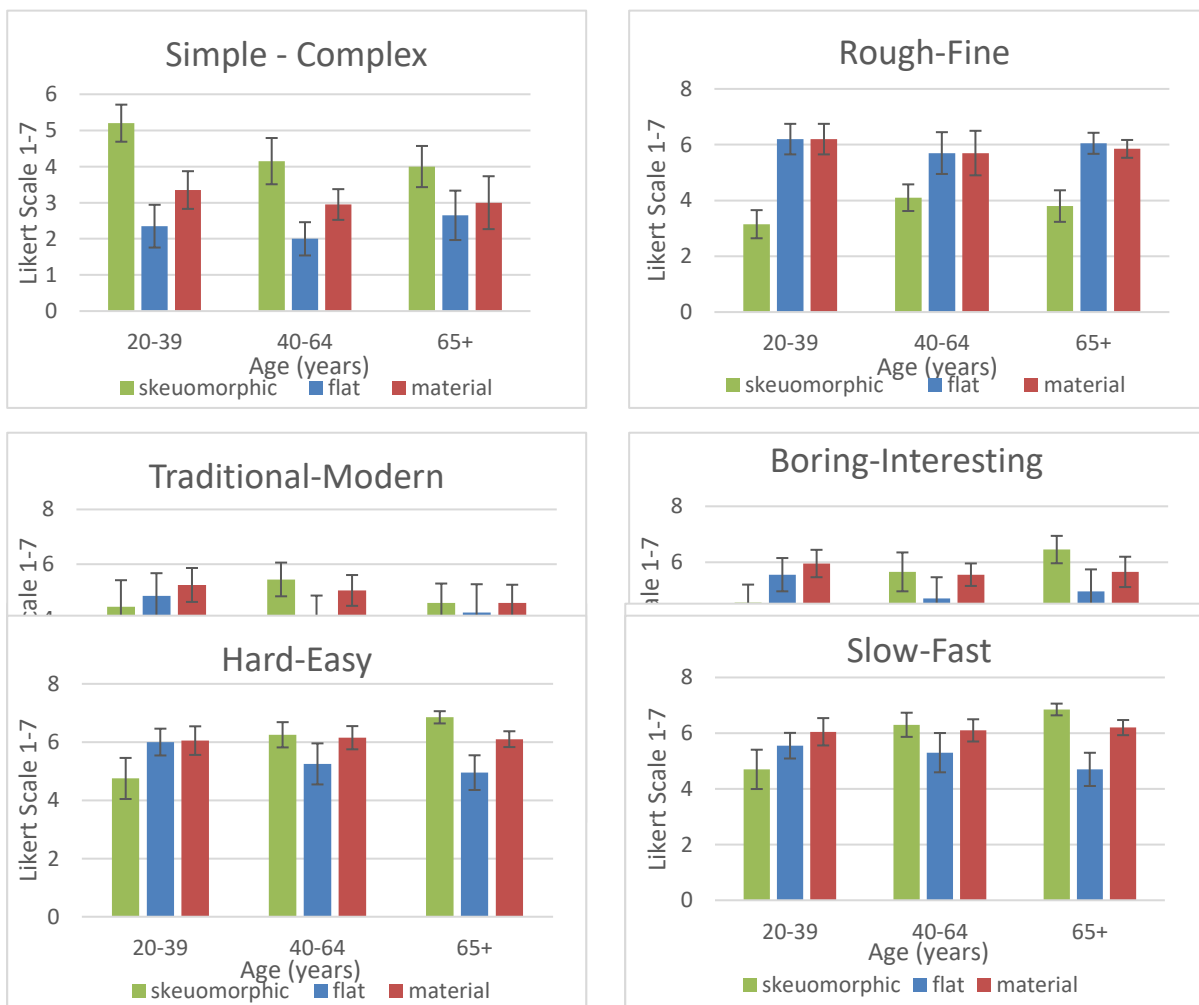 Simple - Complex
Likert Scale 1-7
6
5
4
3
2
1
0
20-39 40-64 65+
Age (years)
skeuomorphic flat material
Rough-Fine
Likert Scale 1-7
8
6
4
2
0
20-39 40-64 65+
Age (years)
skeuomorphic flat material
Traditional-Modern
8
6
1-7
Boring-Interesting
8
6
1-7
Hard-Easy
Likert Scale 1-7
8
6
4
2
0
20-39 40-64 65+
Age (years)
skeuomorphic flat material
Slow-Fast
Likert Scale 1-7
8
6
4
2
0
20-39 40-64 65+
Age (years)
skeuomorphic flat material